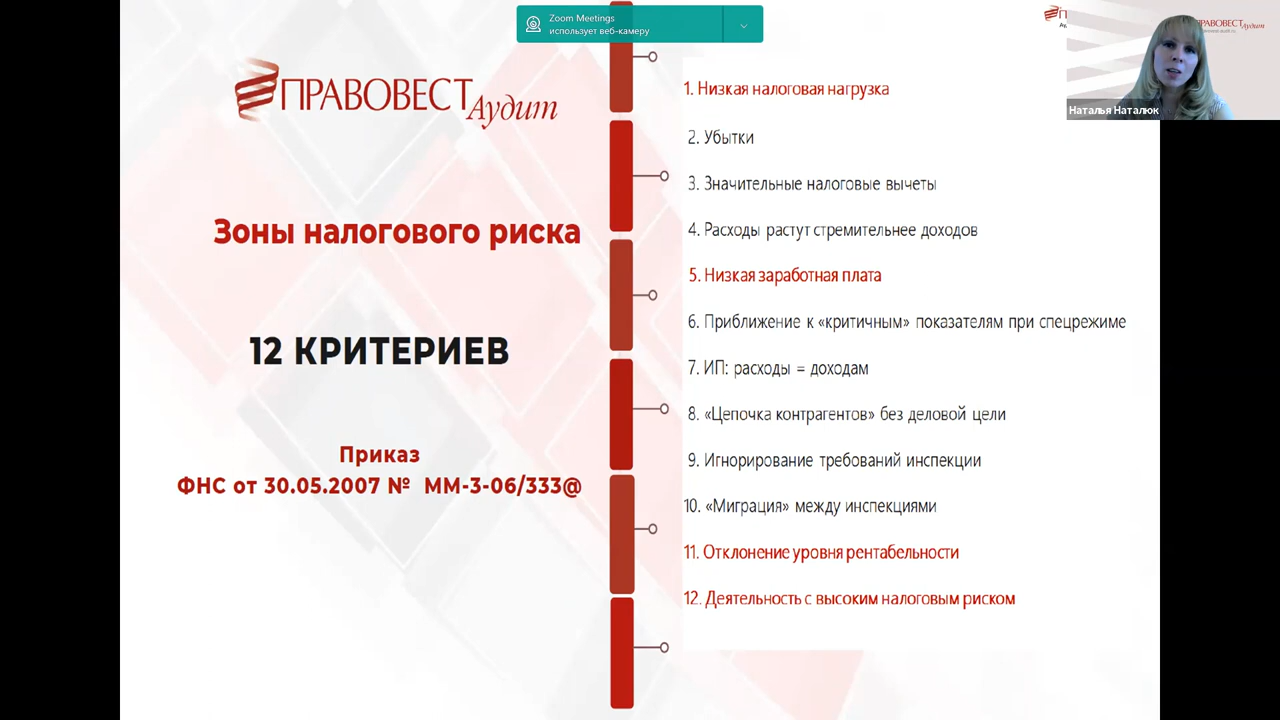 Zoom Meetings
использует веб-камеру
ПРАВОВЕСТ
Аудит
Зоны налогового риска
12 КРИТЕРИЕВ
Приказ
ФНС от 30.05.2007 № ММ-3-06/333@
1. Низкая налоговая нагрузка
2. Убытки
3. Значительные налоговые вычеты
4. Расходы растут стремительнее доходов
5. Низкая заработная плата
6. Приближение к «критичным» показателям при спецрежиме
7. ИП: расходы = доходам
8. «Цепочка контрагентов» без деловой цели
9. Игнорирование требований инспекции
10. «Миграция» между инспекциями
11. Отклонение уровня рентабельности
12. Деятельность с высоким налоговым риском
Наталья Наталюк